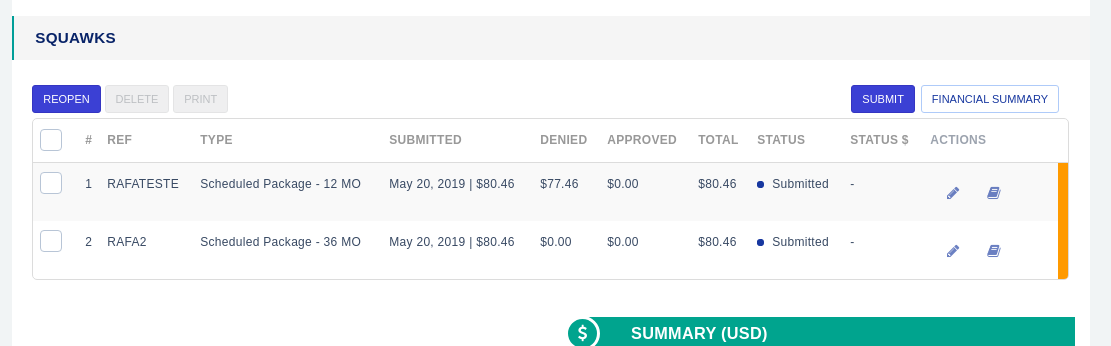 SQUAWKS
REOPEN DELETE PRINT SUBMIT FINANCIAL SUMMARY
# REF TYPE SUBMITTED DENIED APPROVED TOTAL STATUS STATUS $ ACTIONS
1 RAFATESTE Scheduled Package - 12 MO May 20, 2019 | $80.46 $77.46 $0.00 $80.46 Submitted -
2 RAFA2 Scheduled Package - 36 MO May 20, 2019 | $80.46 $0.00 $0.00 $80.46 Submitted -
$ SUMMARY (USD)